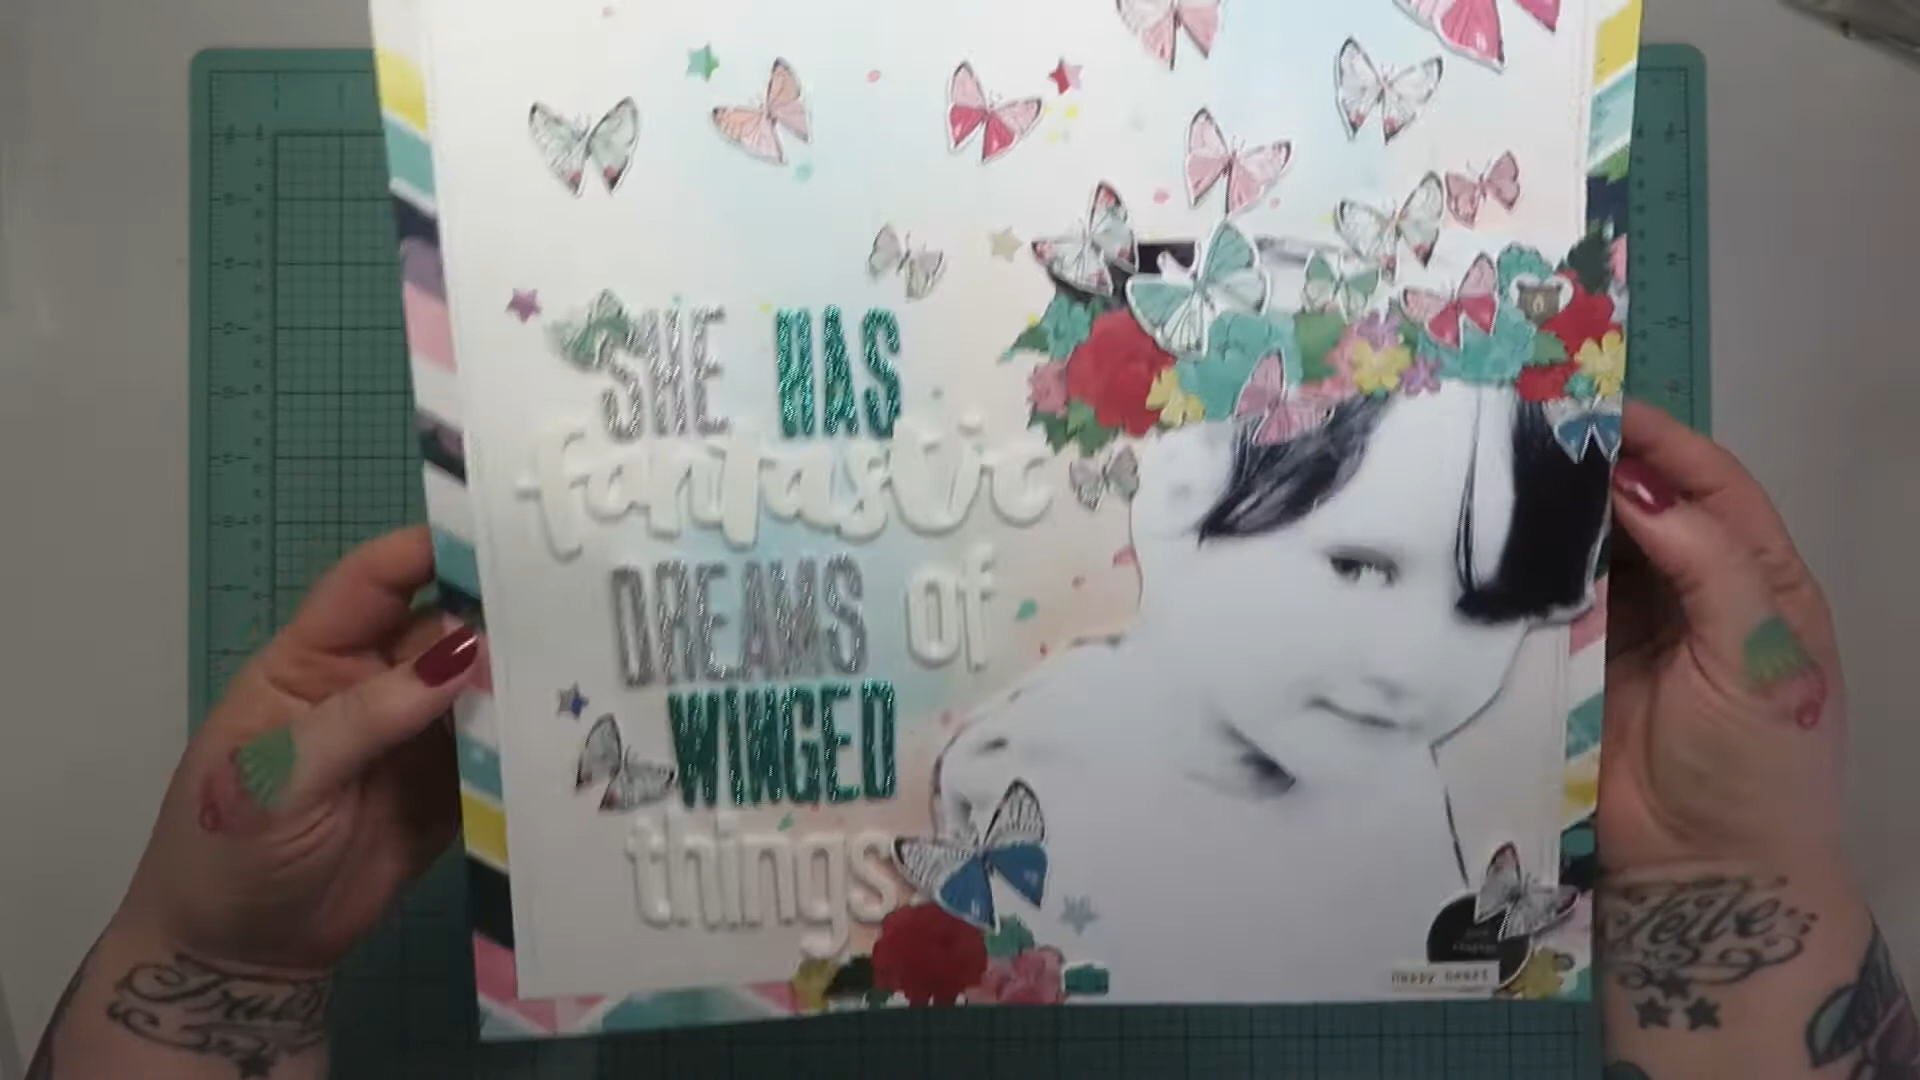 SHE HAS
fantastic
DREAMS of
WINGED
things
Happy heart